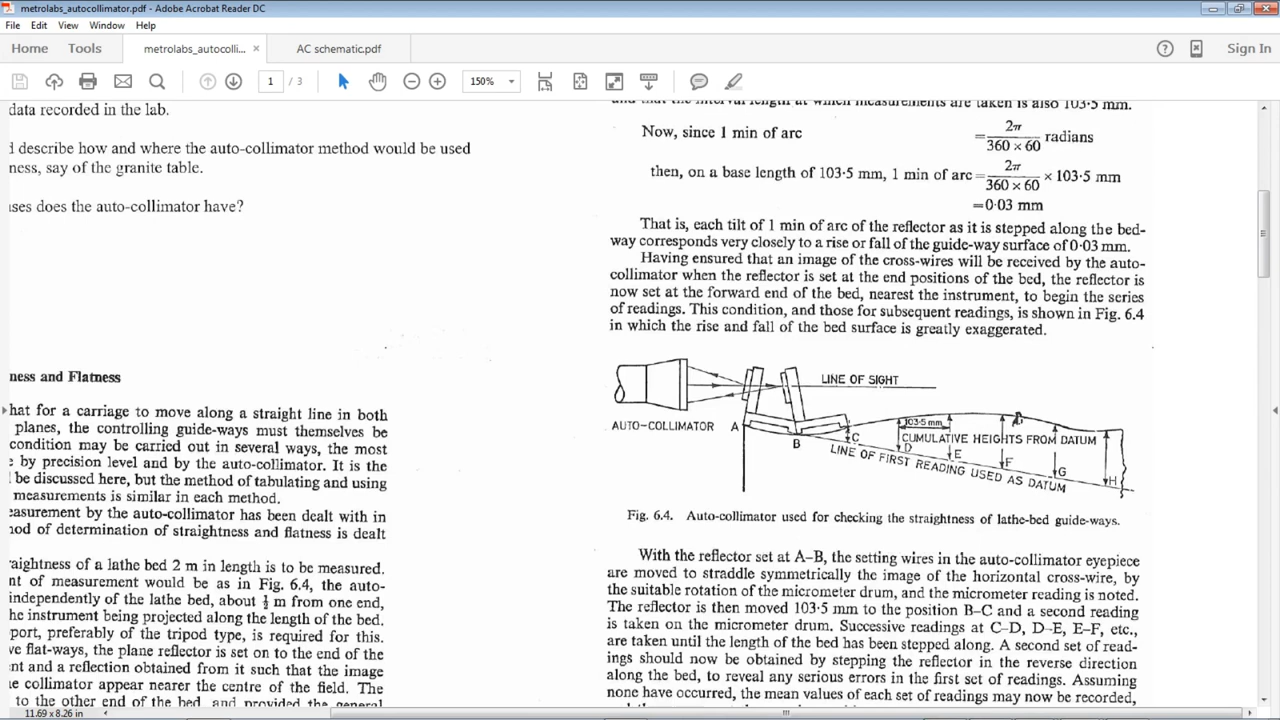 metrolabs_autocollimator.pdf - Adobe Acrobat Reader DC
File Edit View Window Help
Home Tools metrolabs_autocolli... × AC schematic.pdf Sign In
1 / 3 150%
data recorded in the lab.
d describe how and where the auto-collimator method would be used
ness, say of the granite table.
uses does the auto-collimator have?
ness and Flatness
hat for a carriage to move along a straight line in both
planes, the controlling guide-ways must themselves be
condition may be carried out in several ways, the most
e by precision level and by the auto-collimator. It is the
l be discussed here, but the method of tabulating and using
measurements is similar in each method.
easurement by the auto-collimator has been dealt with in
hod of determination of straightness and flatness is dealt
raightness of a lathe bed 2 m in length is to be measured.
nt of measurement would be as in Fig. 6.4, the auto-
independently of the lathe bed, about ½ m from one end,
he instrument being projected along the length of the bed.
port, preferably of the tripod type, is required for this.
ve flat-ways, the plane reflector is set on to the end of the
nt and a reflection obtained from it such that the image
e collimator appear nearer the centre of the field. The
to the other end of the bed, and provided the general
and that the interval length at which measurements are taken is also 103·5 mm.
Now, since 1 min of arc = 2π / 360 × 60 radians
then, on a base length of 103·5 mm, 1 min of arc = 2π / 360 × 60 × 103·5 mm
=0·03 mm
That is, each tilt of 1 min of arc of the reflector as it is stepped along the bed-
way corresponds very closely to a rise or fall of the guide-way surface of 0·03 mm.
Having ensured that an image of the cross-wires will be received by the auto-
collimator when the reflector is set at the end positions of the bed, the reflector is
now set at the forward end of the bed, nearest the instrument, to begin the series
of readings. This condition, and those for subsequent readings, is shown in Fig. 6.4
in which the rise and fall of the bed surface is greatly exaggerated.
LINE OF SIGHT
AUTO-COLLIMATOR A
B
C
103·5 mm
CUMULATIVE HEIGHTS FROM DATUM
D E F G H
LINE OF FIRST READING USED AS DATUM
Fig. 6.4. Auto-collimator used for checking the straightness of lathe-bed guide-ways.
With the reflector set at A–B, the setting wires in the auto-collimator eyepiece
are moved to straddle symmetrically the image of the horizontal cross-wire, by
the suitable rotation of the micrometer drum, and the micrometer reading is noted.
The reflector is then moved 103·5 mm to the position B–C and a second reading
is taken on the micrometer drum. Successive readings at C–D, D–E, E–F, etc.,
are taken until the length of the bed has been stepped along. A second set of read-
ings should now be obtained by stepping the reflector in the reverse direction
along the bed, to reveal any serious errors in the first set of readings. Assuming
none have occurred, the mean values of each set of readings may now be recorded,
11.69 x 8.26 in